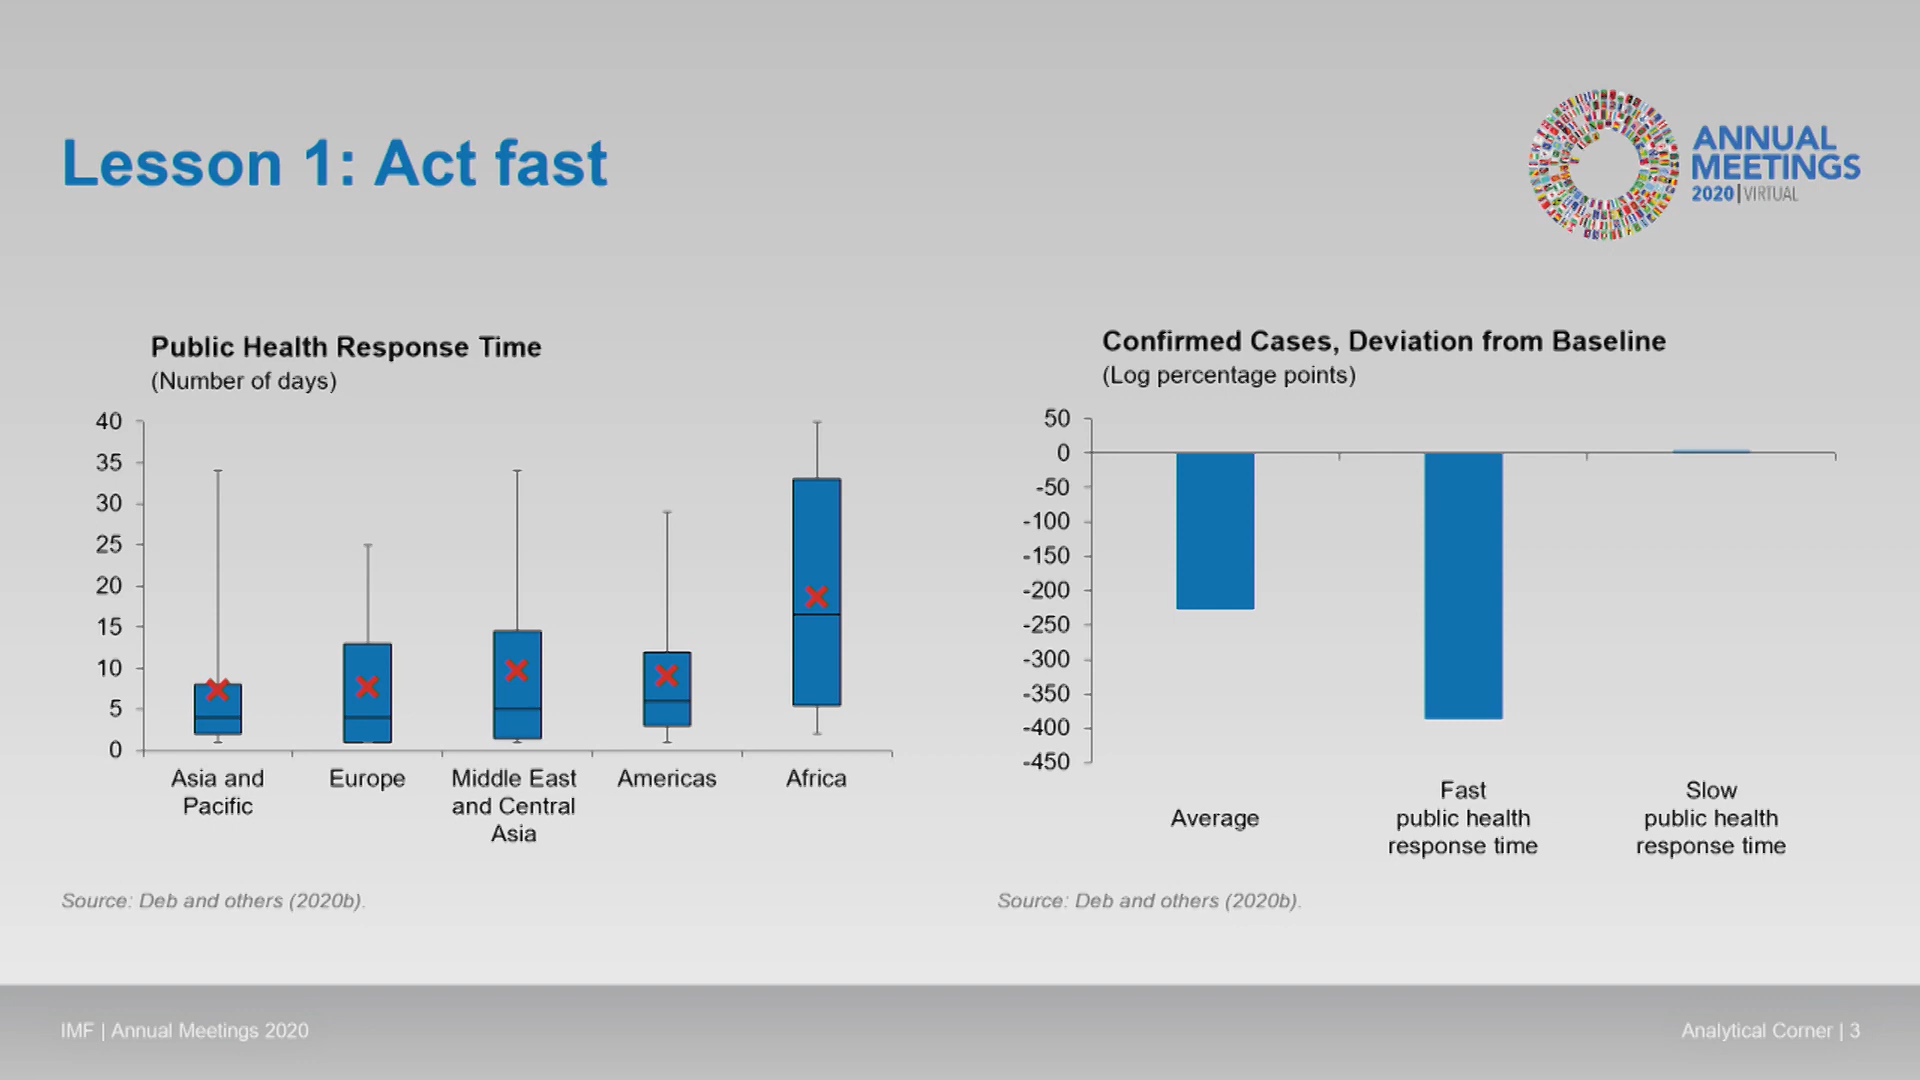 Lesson 1: Act fast
ANNUAL
MEETINGS
2020 | VIRTUAL
Public Health Response Time
(Number of days)
40
35
30
25
20
15
10
5
0
Asia and
Pacific
Europe
Middle East
and Central
Asia
Americas
Africa
Source: Deb and others (2020b).
Confirmed Cases, Deviation from Baseline
(Log percentage points)
50
0
-50
-100
-150
-200
-250
-300
-350
-400
-450
Average
Fast
public health
response time
Slow
public health
response time
Source: Deb and others (2020b).
IMF | Annual Meetings 2020
Analytical Corner | 3